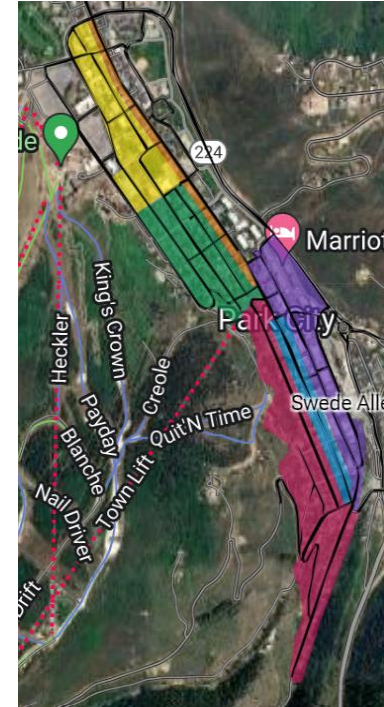 de
224
Marriot
King's Crown
Park City
Heckler
Creole
Swede Alle
Payday
Quit'N Time
Blanche
Town Lift
Nail Driver
Drift